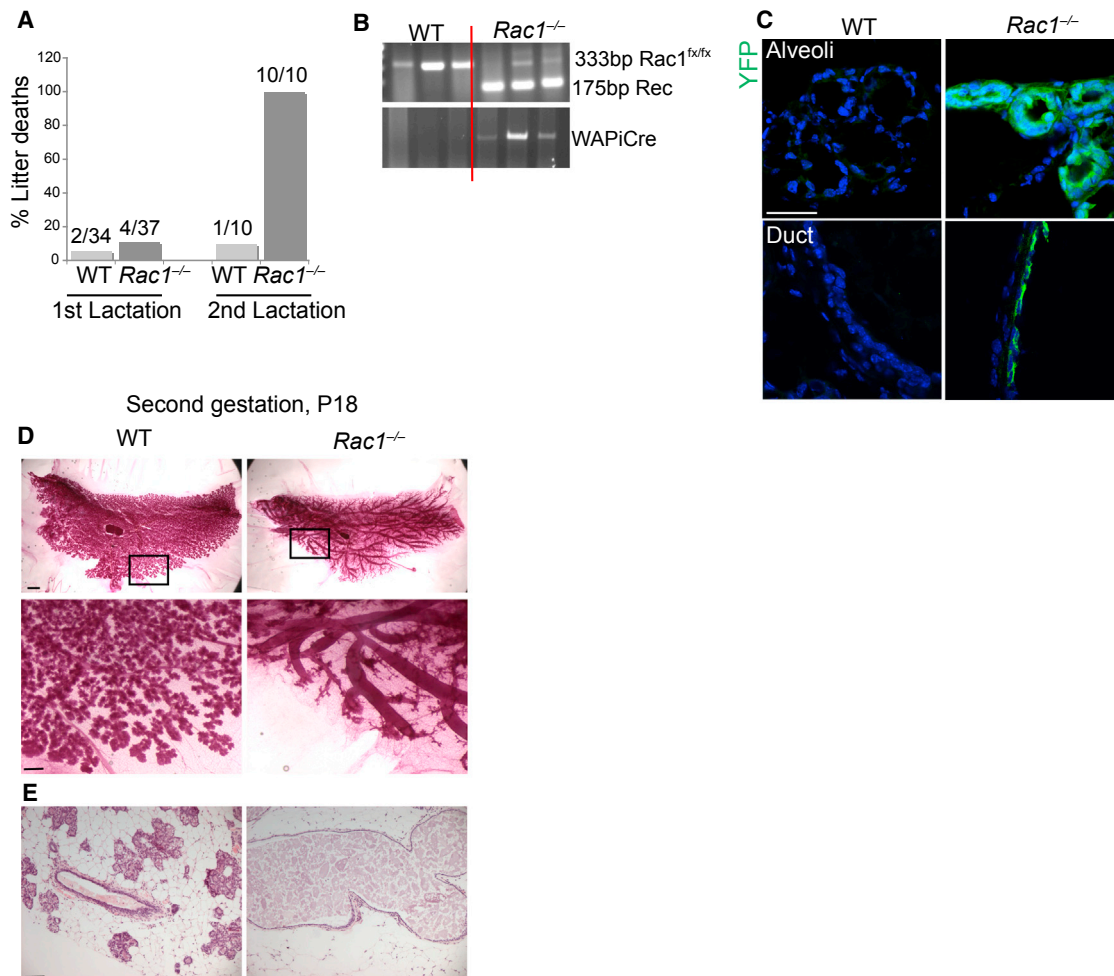 A
% Litter deaths
120
100
80
60
40
20
0
2/34
4/37
1/10
10/10
WT Rac1–/–
WT Rac1–/–
1st Lactation
2nd Lactation
B
WT
Rac1–/–
333bp Rac1fx/fx
175bp Rec
WAPiCre
C
WT
Rac1–/–
YFP
Alveoli
Duct
Second gestation, P18
D
WT
Rac1–/–
E